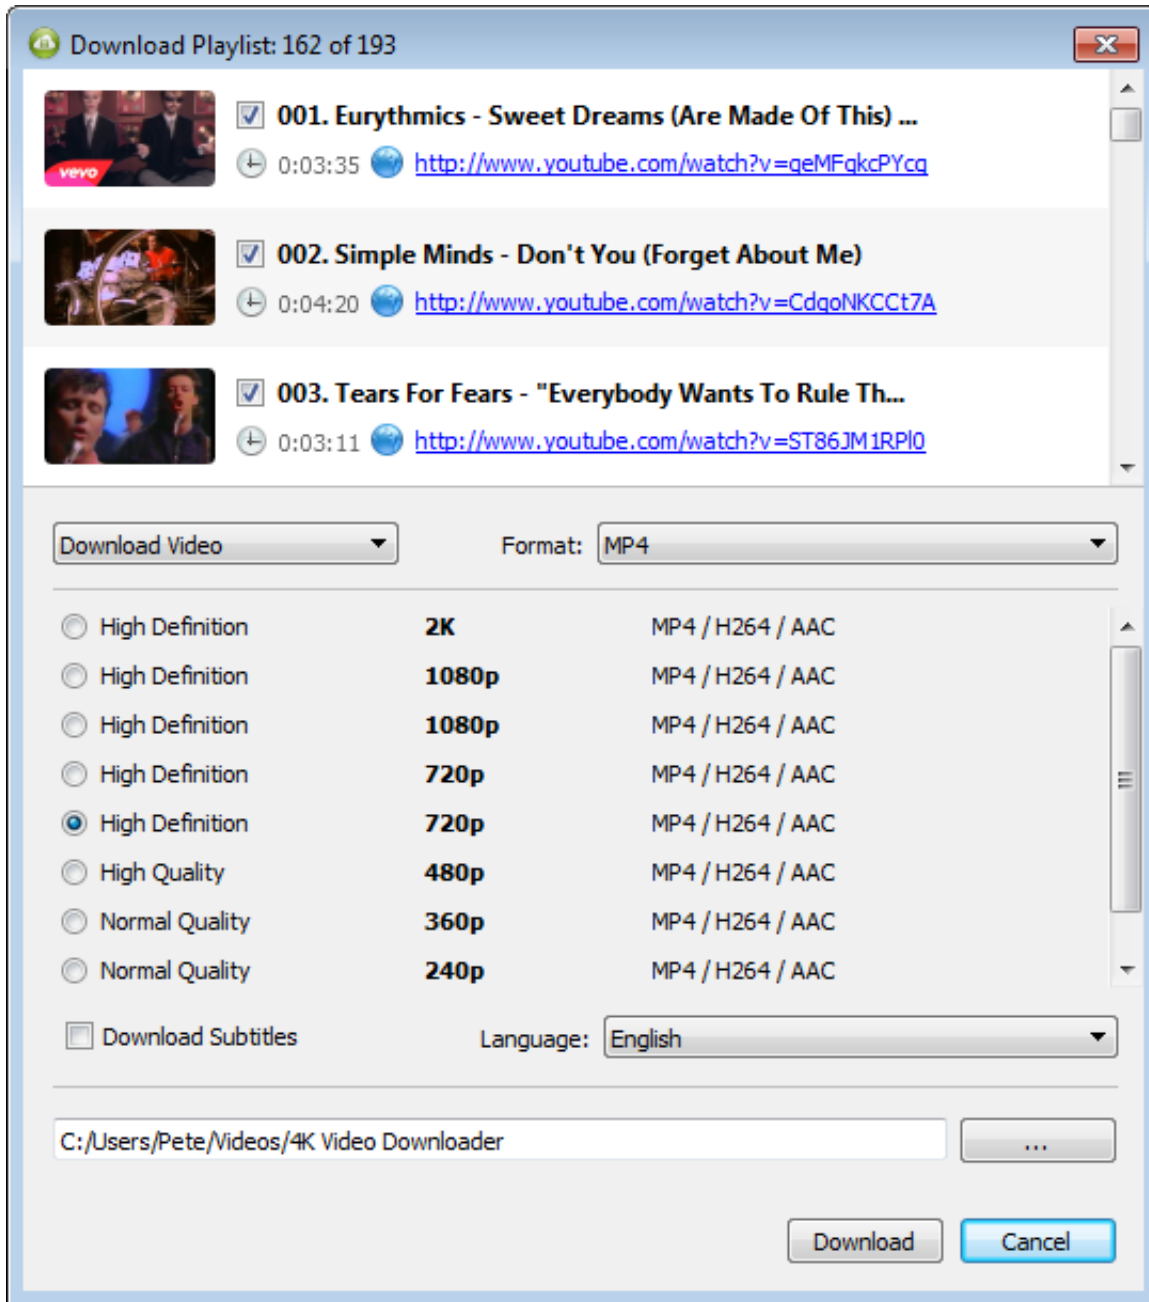 Download Playlist: 162 of 193
vevo
001. Eurythmics - Sweet Dreams (Are Made Of This) ...
0:03:35 http://www.youtube.com/watch?v=qeMFqkcPYcg
002. Simple Minds - Don't You (Forget About Me)
0:04:20 http://www.youtube.com/watch?v=CdqoNKCCt7A
003. Tears For Fears - "Everybody Wants To Rule Th...
0:03:11 http://www.youtube.com/watch?v=ST86JM1RPl0
Download Video Format: MP4
High Definition 2K MP4 / H264 / AAC
High Definition 1080p MP4 / H264 / AAC
High Definition 1080p MP4 / H264 / AAC
High Definition 720p MP4 / H264 / AAC
High Definition 720p MP4 / H264 / AAC
High Quality 480p MP4 / H264 / AAC
Normal Quality 360p MP4 / H264 / AAC
Normal Quality 240p MP4 / H264 / AAC
Download Subtitles Language: English
C:/Users/Pete/Videos/4K Video Downloader ...
Download Cancel